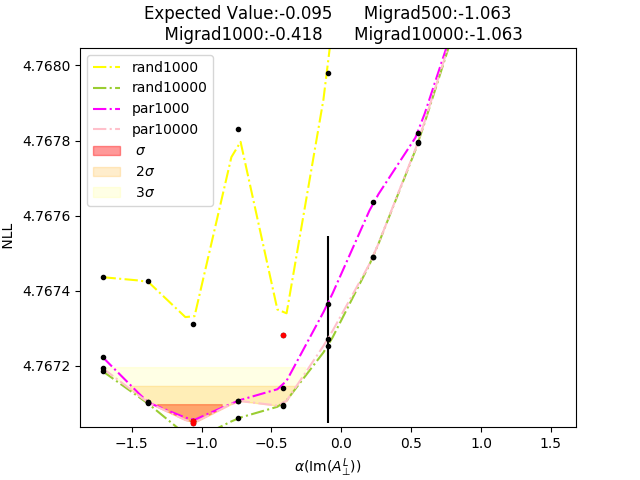 Expected Value:-0.095 Migrad500:-1.063
Migrad1000:-0.418 Migrad10000:-1.063
4.7680
4.7678
4.7676
4.7674
4.7672
NLL
rand1000
rand10000
par1000
par10000
σ
2σ
3σ
−1.5 −1.0 −0.5 0.0 0.5 1.0 1.5
α(Im(A_⊥^L))